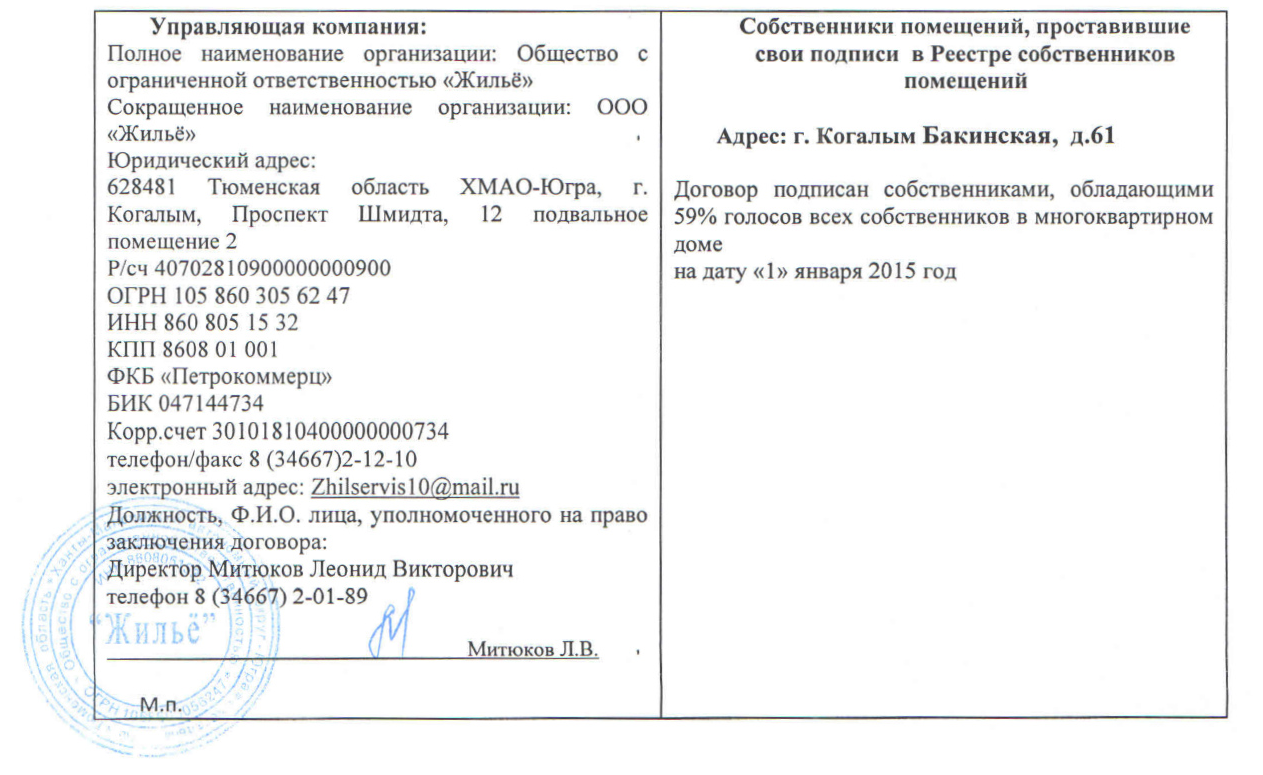 Управляющая компания:
Полное наименование организации: Общество с
ограниченной ответственностью «Жильё»
Сокращенное наименование организации: ООО
«Жильё»
Юридический адрес:
628481 Тюменская область ХМАО-Югра, г.
Когалым, Проспект Шмидта, 12 подвальное
помещение 2
Р/сч 40702810900000000900
ОГРН 105 860 305 62 47
ИНН 860 805 15 32
КПП 8608 01 001
ФКБ «Петрокоммерц»
БИК 047144734
Корр.счет 30101810400000000734
телефон/факс 8 (34667)2-12-10
электронный адрес: Zhilservis10@mail.ru
Должность, Ф.И.О. лица, уполномоченного на право
заключения договора:
Директор Митюков Леонид Викторович
телефон 8 (34667) 2-01-89
Митюков Л.В.
М.п.
"Жильё"
Собственники помещений, проставившие
свои подписи в Реестре собственников
помещений
Адрес: г. Когалым Бакинская, д.61
Договор подписан собственниками, обладающими
59% голосов всех собственников в многоквартирном
доме
на дату «1» января 2015 год